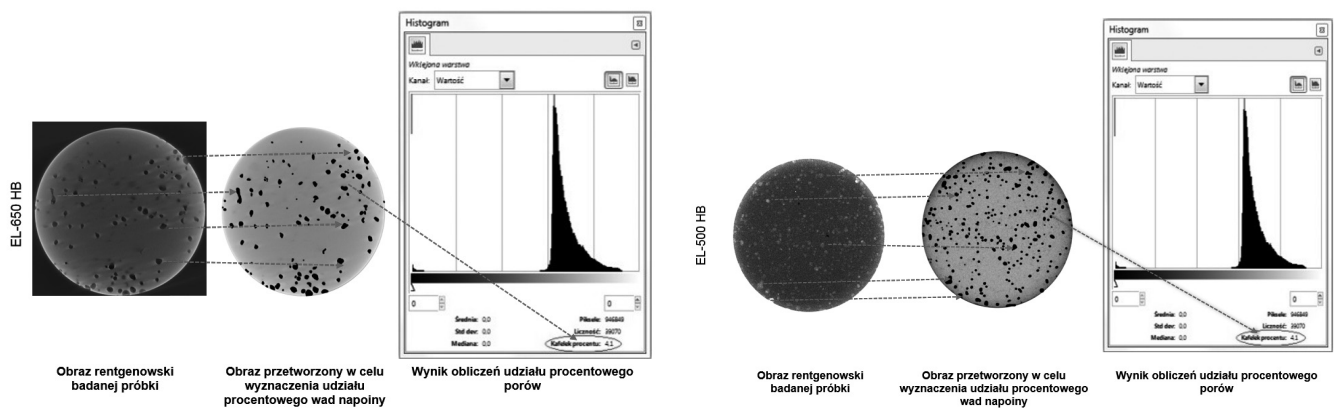 EL-650 HB
Histogram
Wklejona warstwa
Kanał: Wartość
0
0
Średnia: 0,0
Piksele: 946849
Std dev: 0,0
Liczność: 39070
Mediana: 0,0
Kafelek procentu: 4,1
Obraz rentgenowski
badanej próbki
Obraz przetworzony w celu
wyznaczenia udziału
procentowego wad napoiny
Wynik obliczeń udziału procentowego
porów
EL-500 HB
Histogram
Wklejona warstwa
Kanał: Wartość
0
0
Średnia: 0,0
Piksele: 946849
Std dev: 0,0
Liczność: 39070
Mediana: 0,0
Kafelek procentu: 4,1
Obraz rentgenowski
badanej próbki
Obraz przetworzony w celu
wyznaczenia udziału procentowego
wad napoiny
Wynik obliczeń udziału procentowego
porów